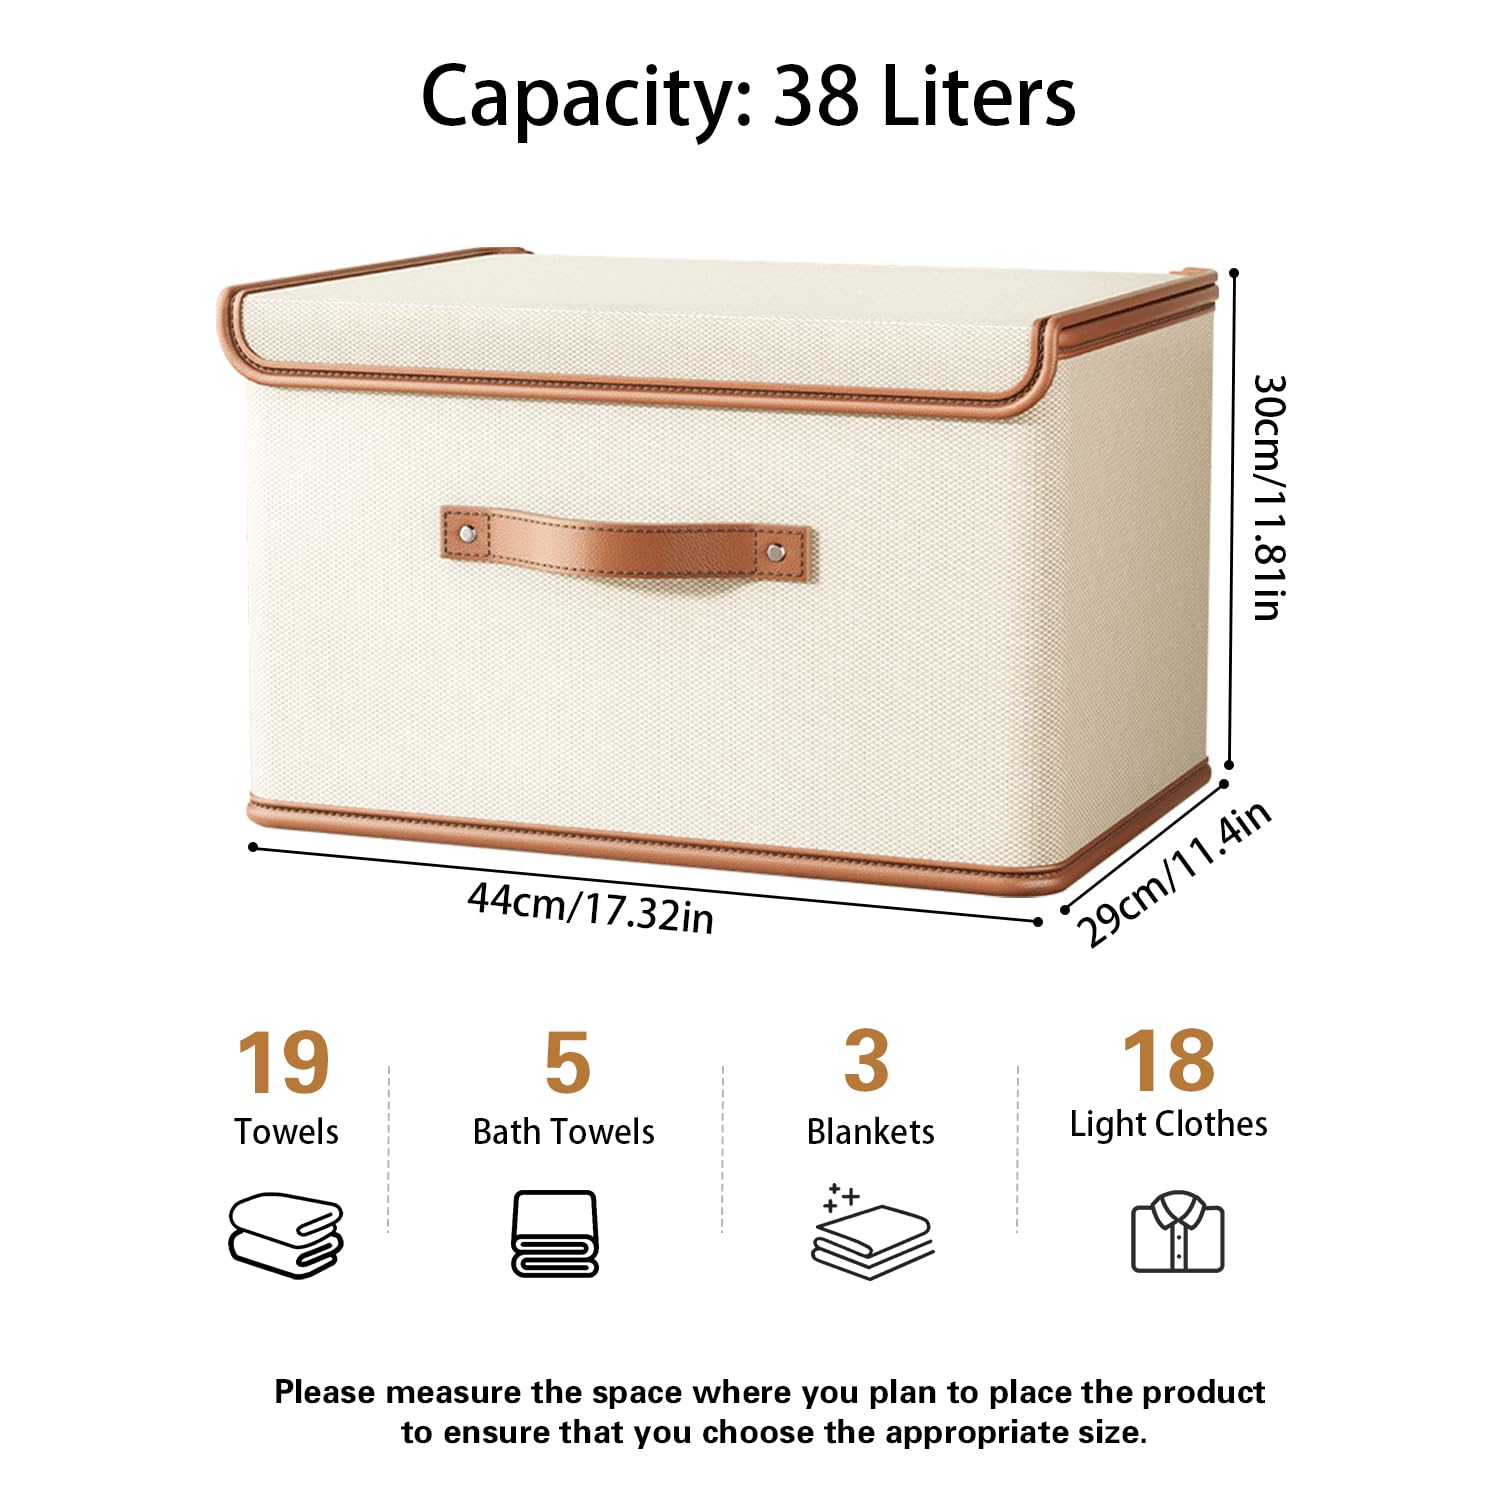 Capacity: 38 Liters
30cm/11.81in
44cm/17.32in
29cm/11.4in
19
Towels
5
Bath Towels
3
Blankets
18
Light Clothes
Please measure the space where you plan to place the product
to ensure that you choose the appropriate size.